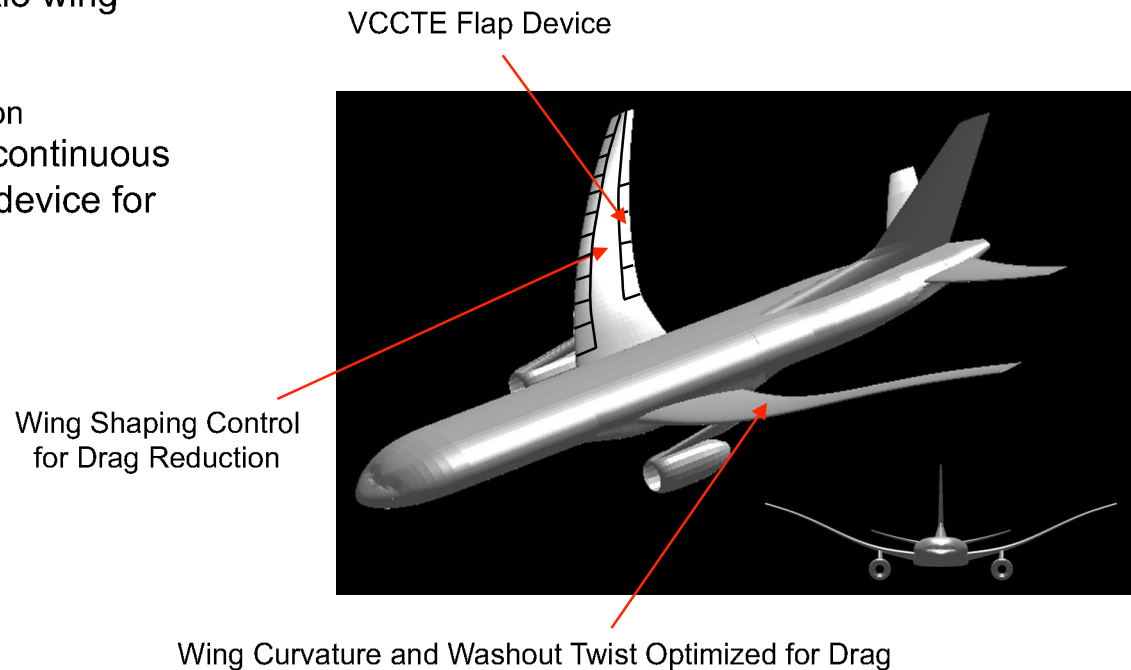 wing
VCCTE Flap Device
on
continuous
device for
Wing Shaping Control
for Drag Reduction
Wing Curvature and Washout Twist Optimized for Drag